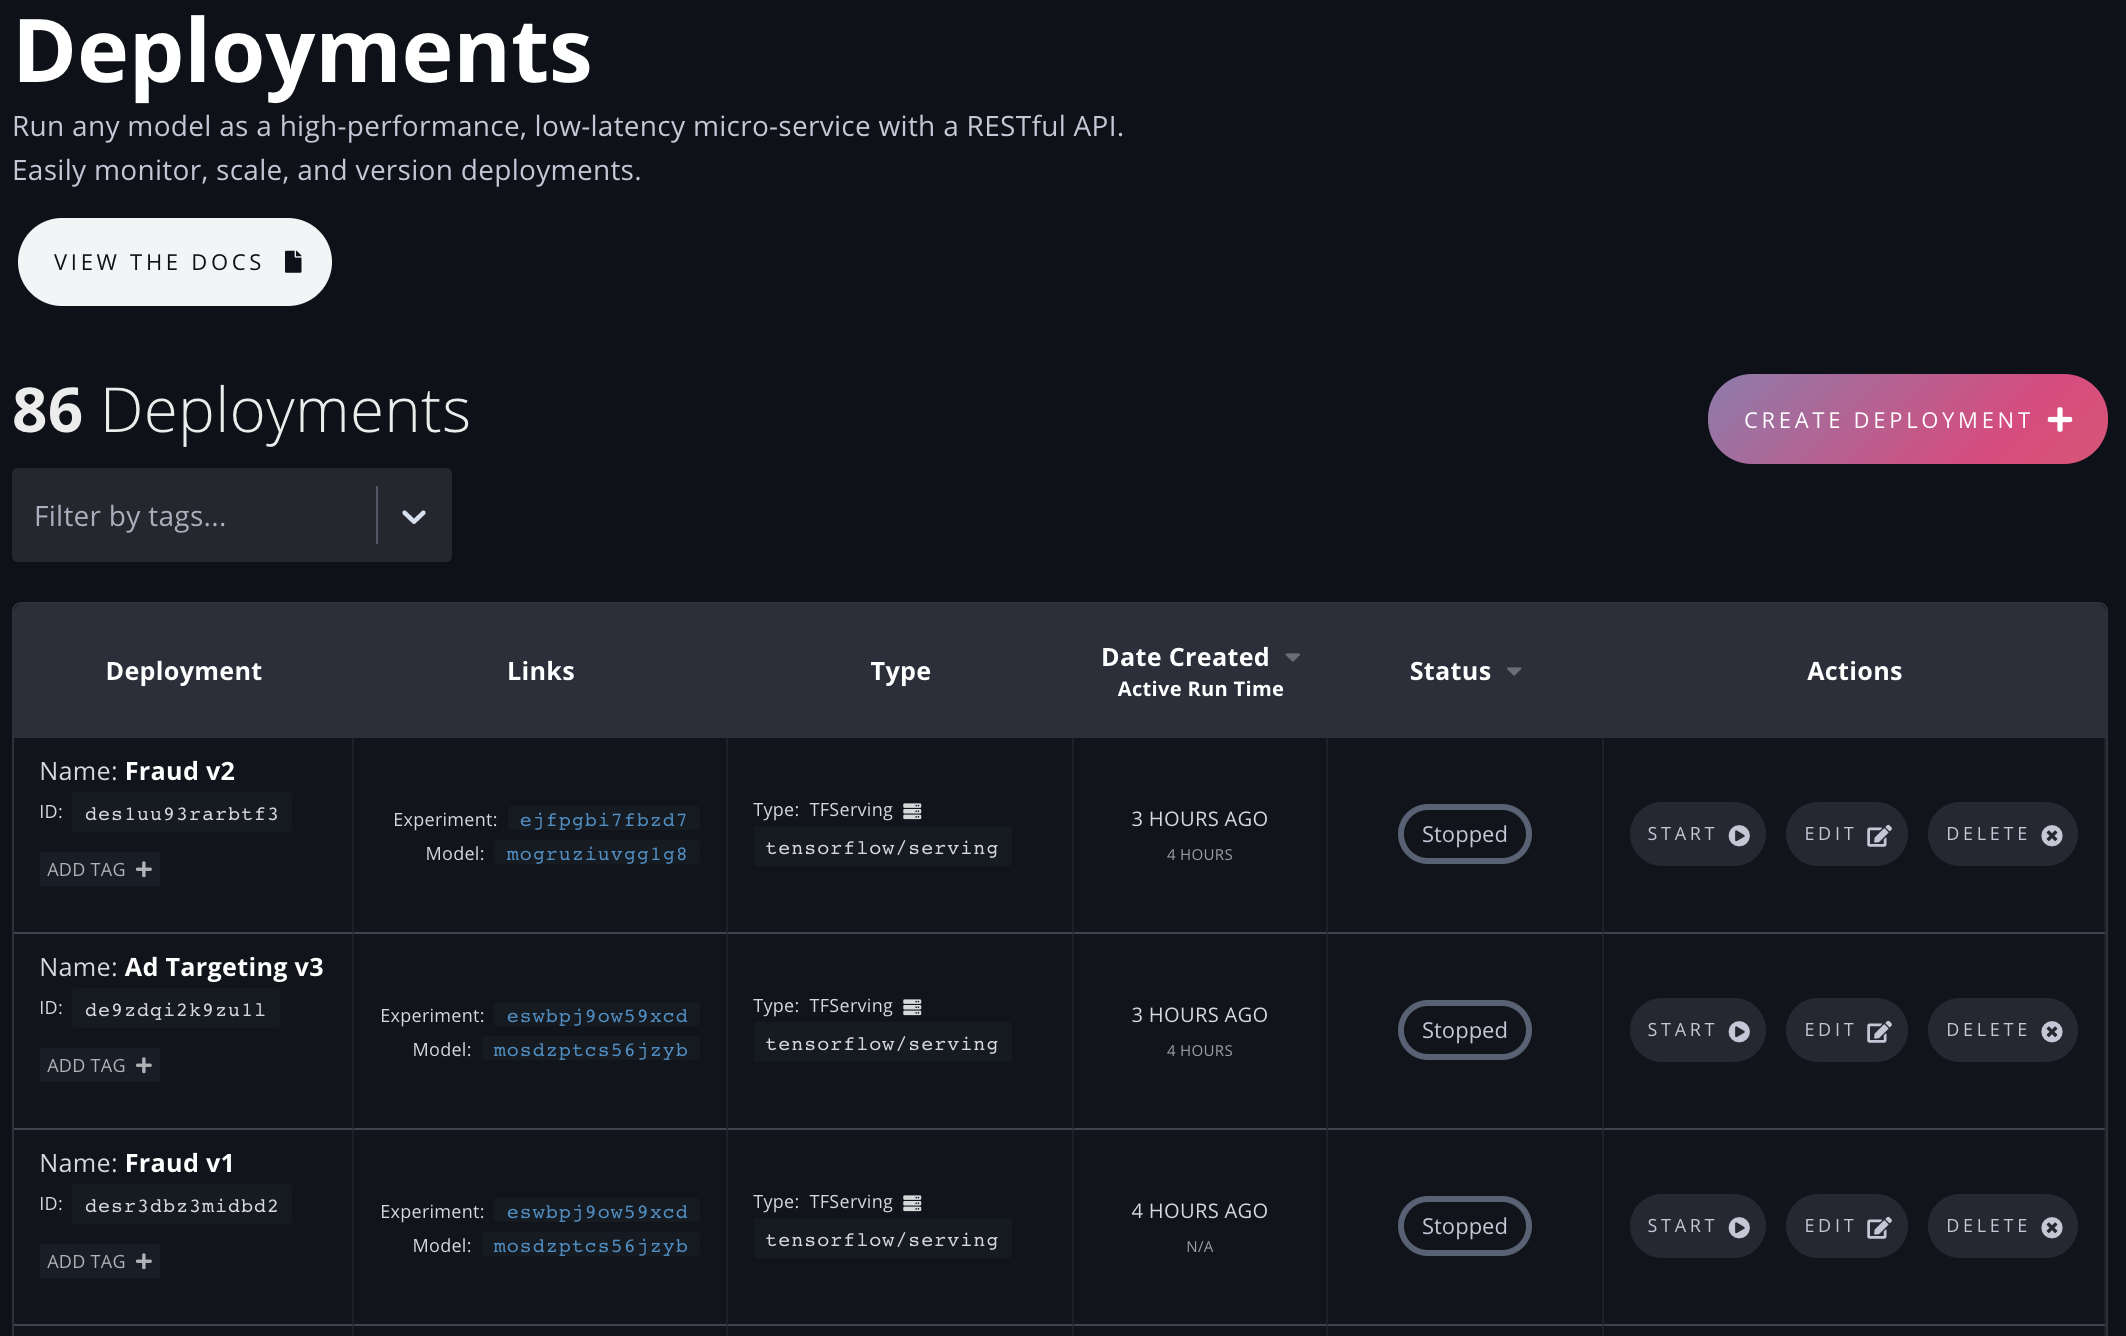 Deployments
Run any model as a high-performance, low-latency micro-service with a RESTful API.
Easily monitor, scale, and version deployments.
VIEW THE DOCS
86 Deployments
CREATE DEPLOYMENT
Filter by tags...
Deployment
Links
Type
Date Created
Active Run Time
Status
Actions
Name: Fraud v2
ID: des1uu93rarbtf3
ADD TAG
Experiment: ejfpgbi7fbzd7
Model: mogruziuvgg1g8
Type: TFServing
tensorflow/serving
3 HOURS AGO
4 HOURS
Stopped
START
EDIT
DELETE
Name: Ad Targeting v3
ID: de9zdqi2k9zu1l
ADD TAG
Experiment: eswbpj9ow59xcd
Model: mosdzptcs56jzyb
Type: TFServing
tensorflow/serving
3 HOURS AGO
4 HOURS
Stopped
START
EDIT
DELETE
Name: Fraud v1
ID: desr3dbz3midbd2
ADD TAG
Experiment: eswbpj9ow59xcd
Model: mosdzptcs56jzyb
Type: TFServing
tensorflow/serving
4 HOURS AGO
N/A
Stopped
START
EDIT
DELETE